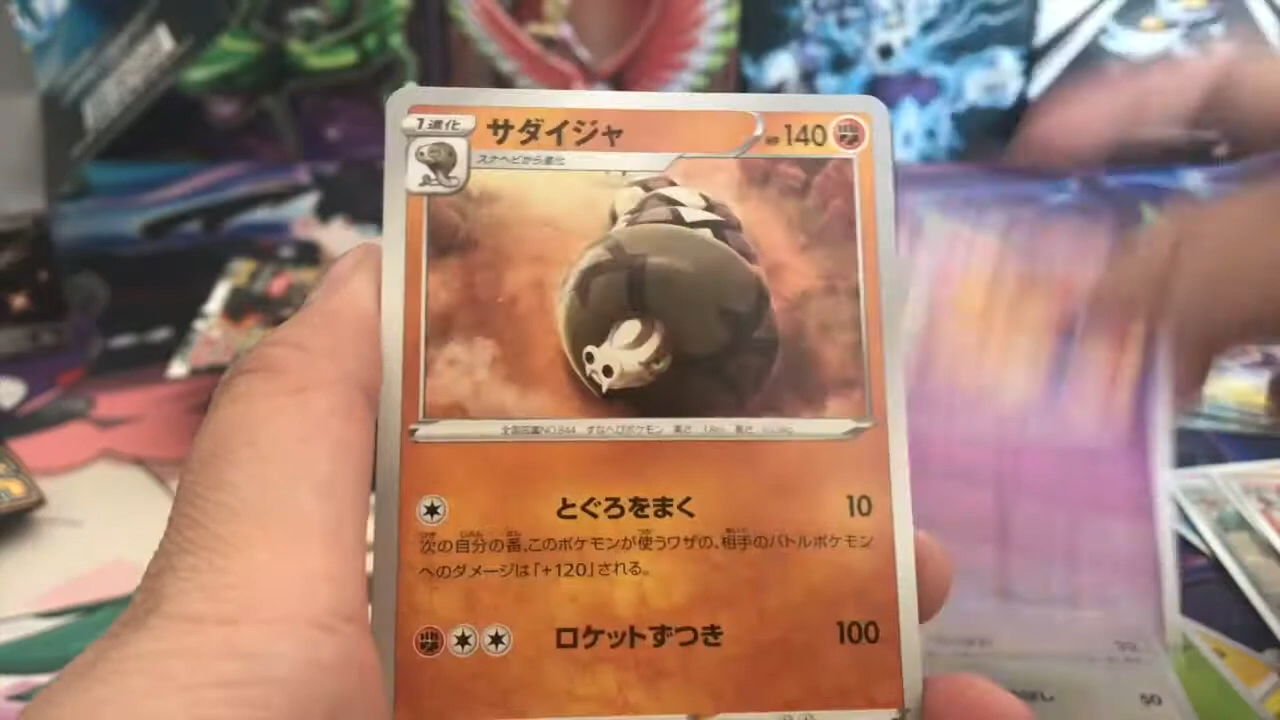 1進化
サダイジャ
HP 140
スナヘビから進化
全国図鑑NO.844 すなへびポケモン 高さ 1.8m 重さ
とぐろをまく 10
次の自分の番、このポケモンが使うワザの、相手のバトルポケモン
へのダメージは「+120」される。
ロケットずつき 100
50